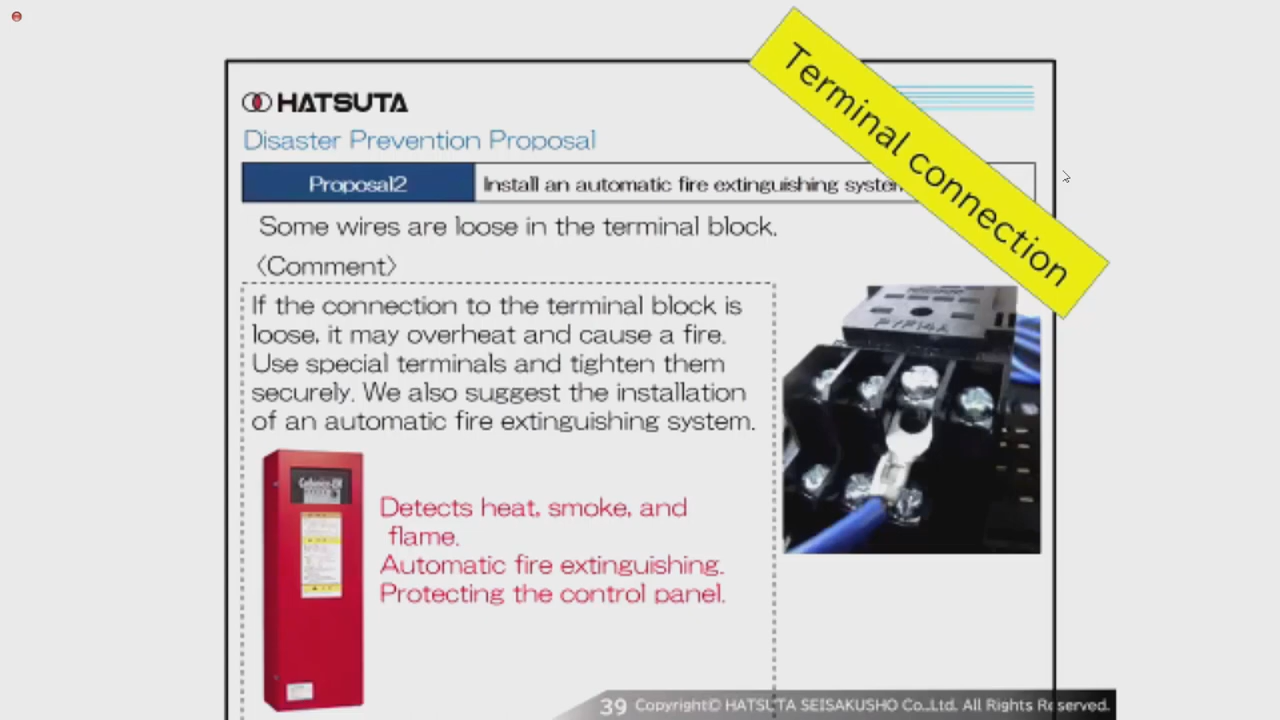 Terminal connection
HATSUTA
Disaster Prevention Proposal
Proposal2
Install an automatic fire extinguishing system
Some wires are loose in the terminal block.
〈Comment〉
If the connection to the terminal block is
loose, it may overheat and cause a fire.
Use special terminals and tighten them
securely. We also suggest the installation
of an automatic fire extinguishing system.
Detects heat, smoke, and
flame.
Automatic fire extinguishing.
Protecting the control panel.
39 Copyright© HATSUTA SEISAKUSHO Co.,Ltd. All Rights Reserved.